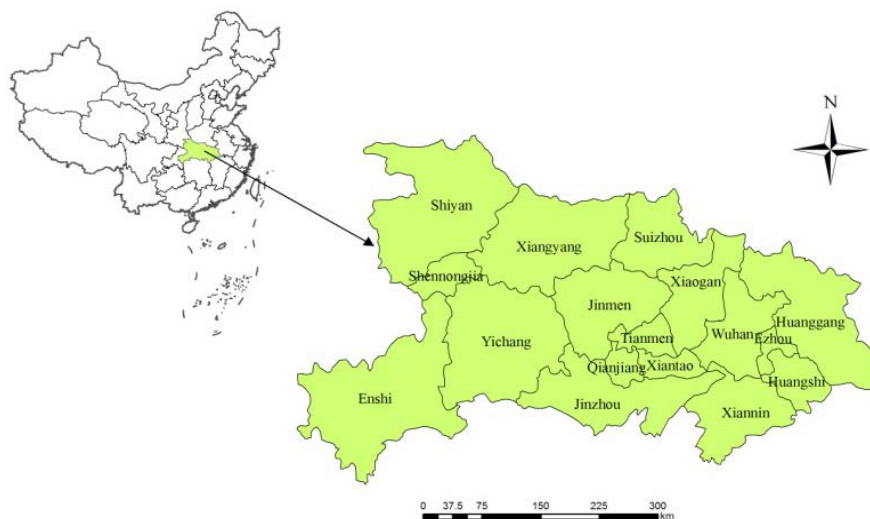 N
Shiyan
Xiangyang
Suizhou
Shennongjia
Xiaogan
Jinmen
Huanggang
Yichang
Tianmen
Wuhan
Ezhou
Qianjiang
Xiantao
Huangshi
Enshi
Jinzhou
Xiannin
0 37.5 75 150 225 300
km